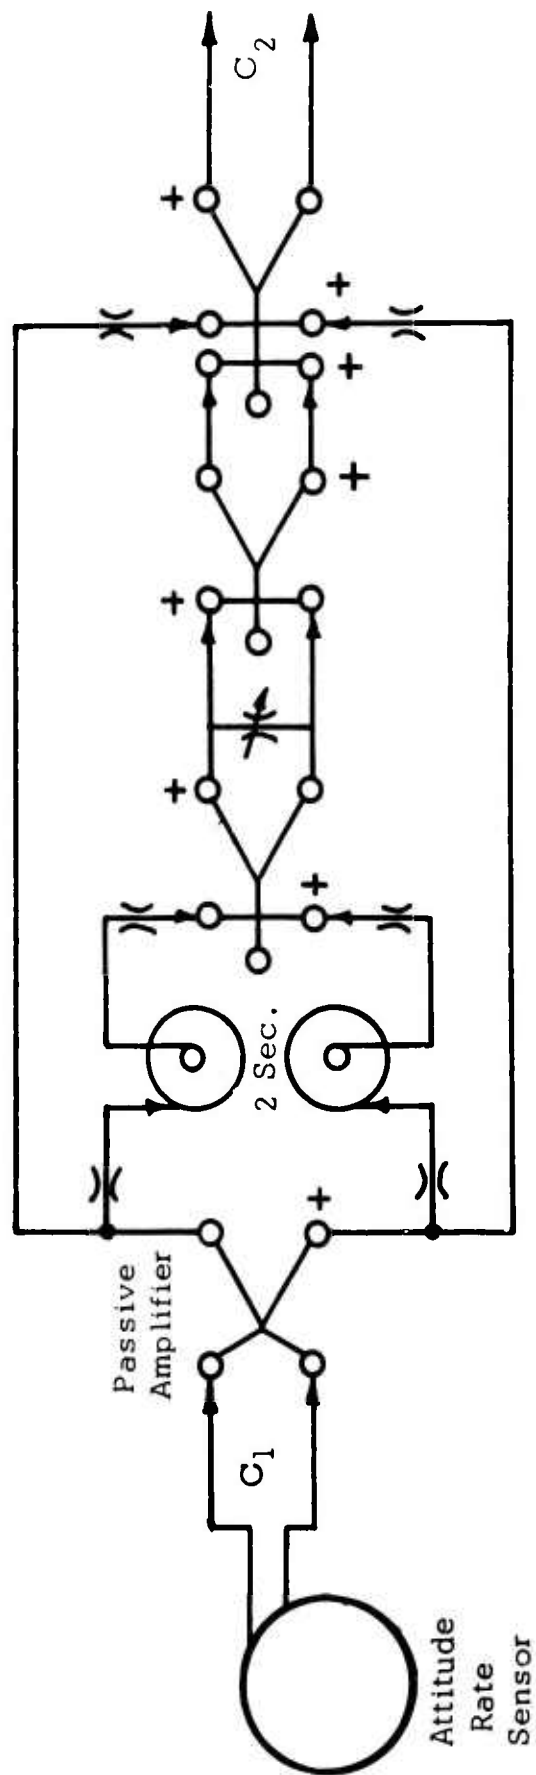 Attitude
Rate
Sensor
C1
Passive
Amplifier
+
2 Sec.
+
+
+
+
+
+
+
C2